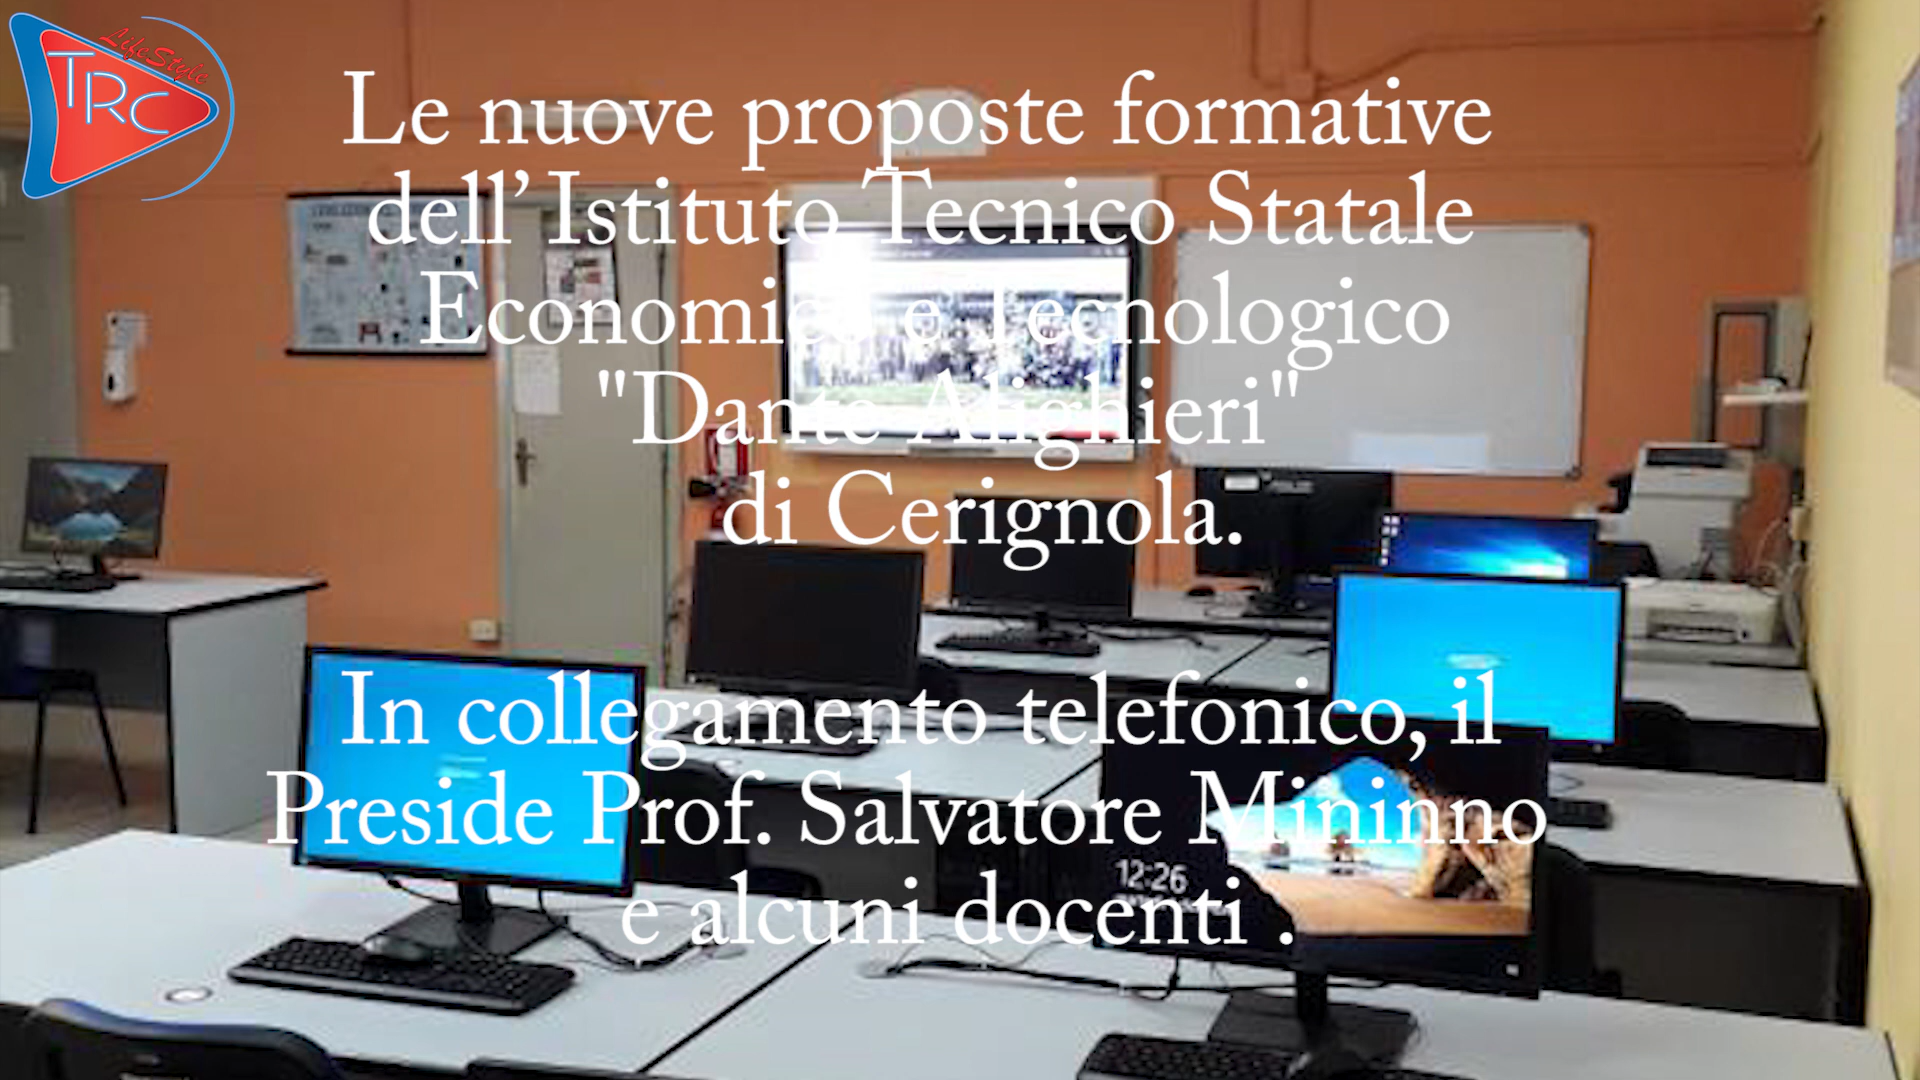 LifeStyle
TRC
Le nuove proposte formative
dell’Istituto Tecnico Statale
Economico e Tecnologico
"Dante Alighieri"
di Cerignola.
In collegamento telefonico, il
Preside Prof. Salvatore Mininno
e alcuni docenti .
12:26